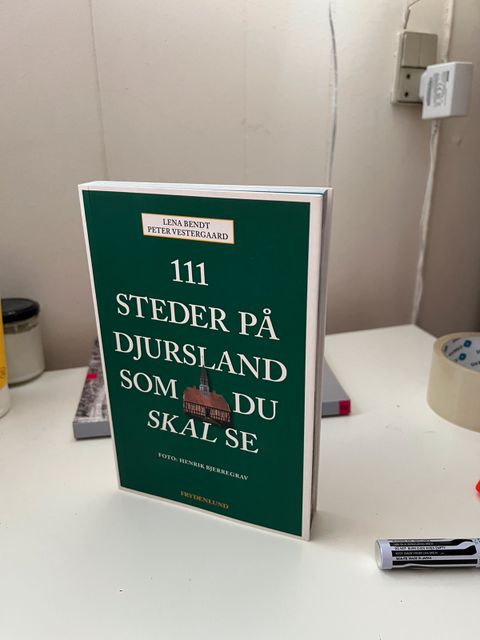 LENA BENDT
PETER VESTERGAARD
111
STEDER PÅ
DJURSLAND
SOM DU
SKAL SE
FOTO: HENRIK BJERREGRAV
FRYDENLUND